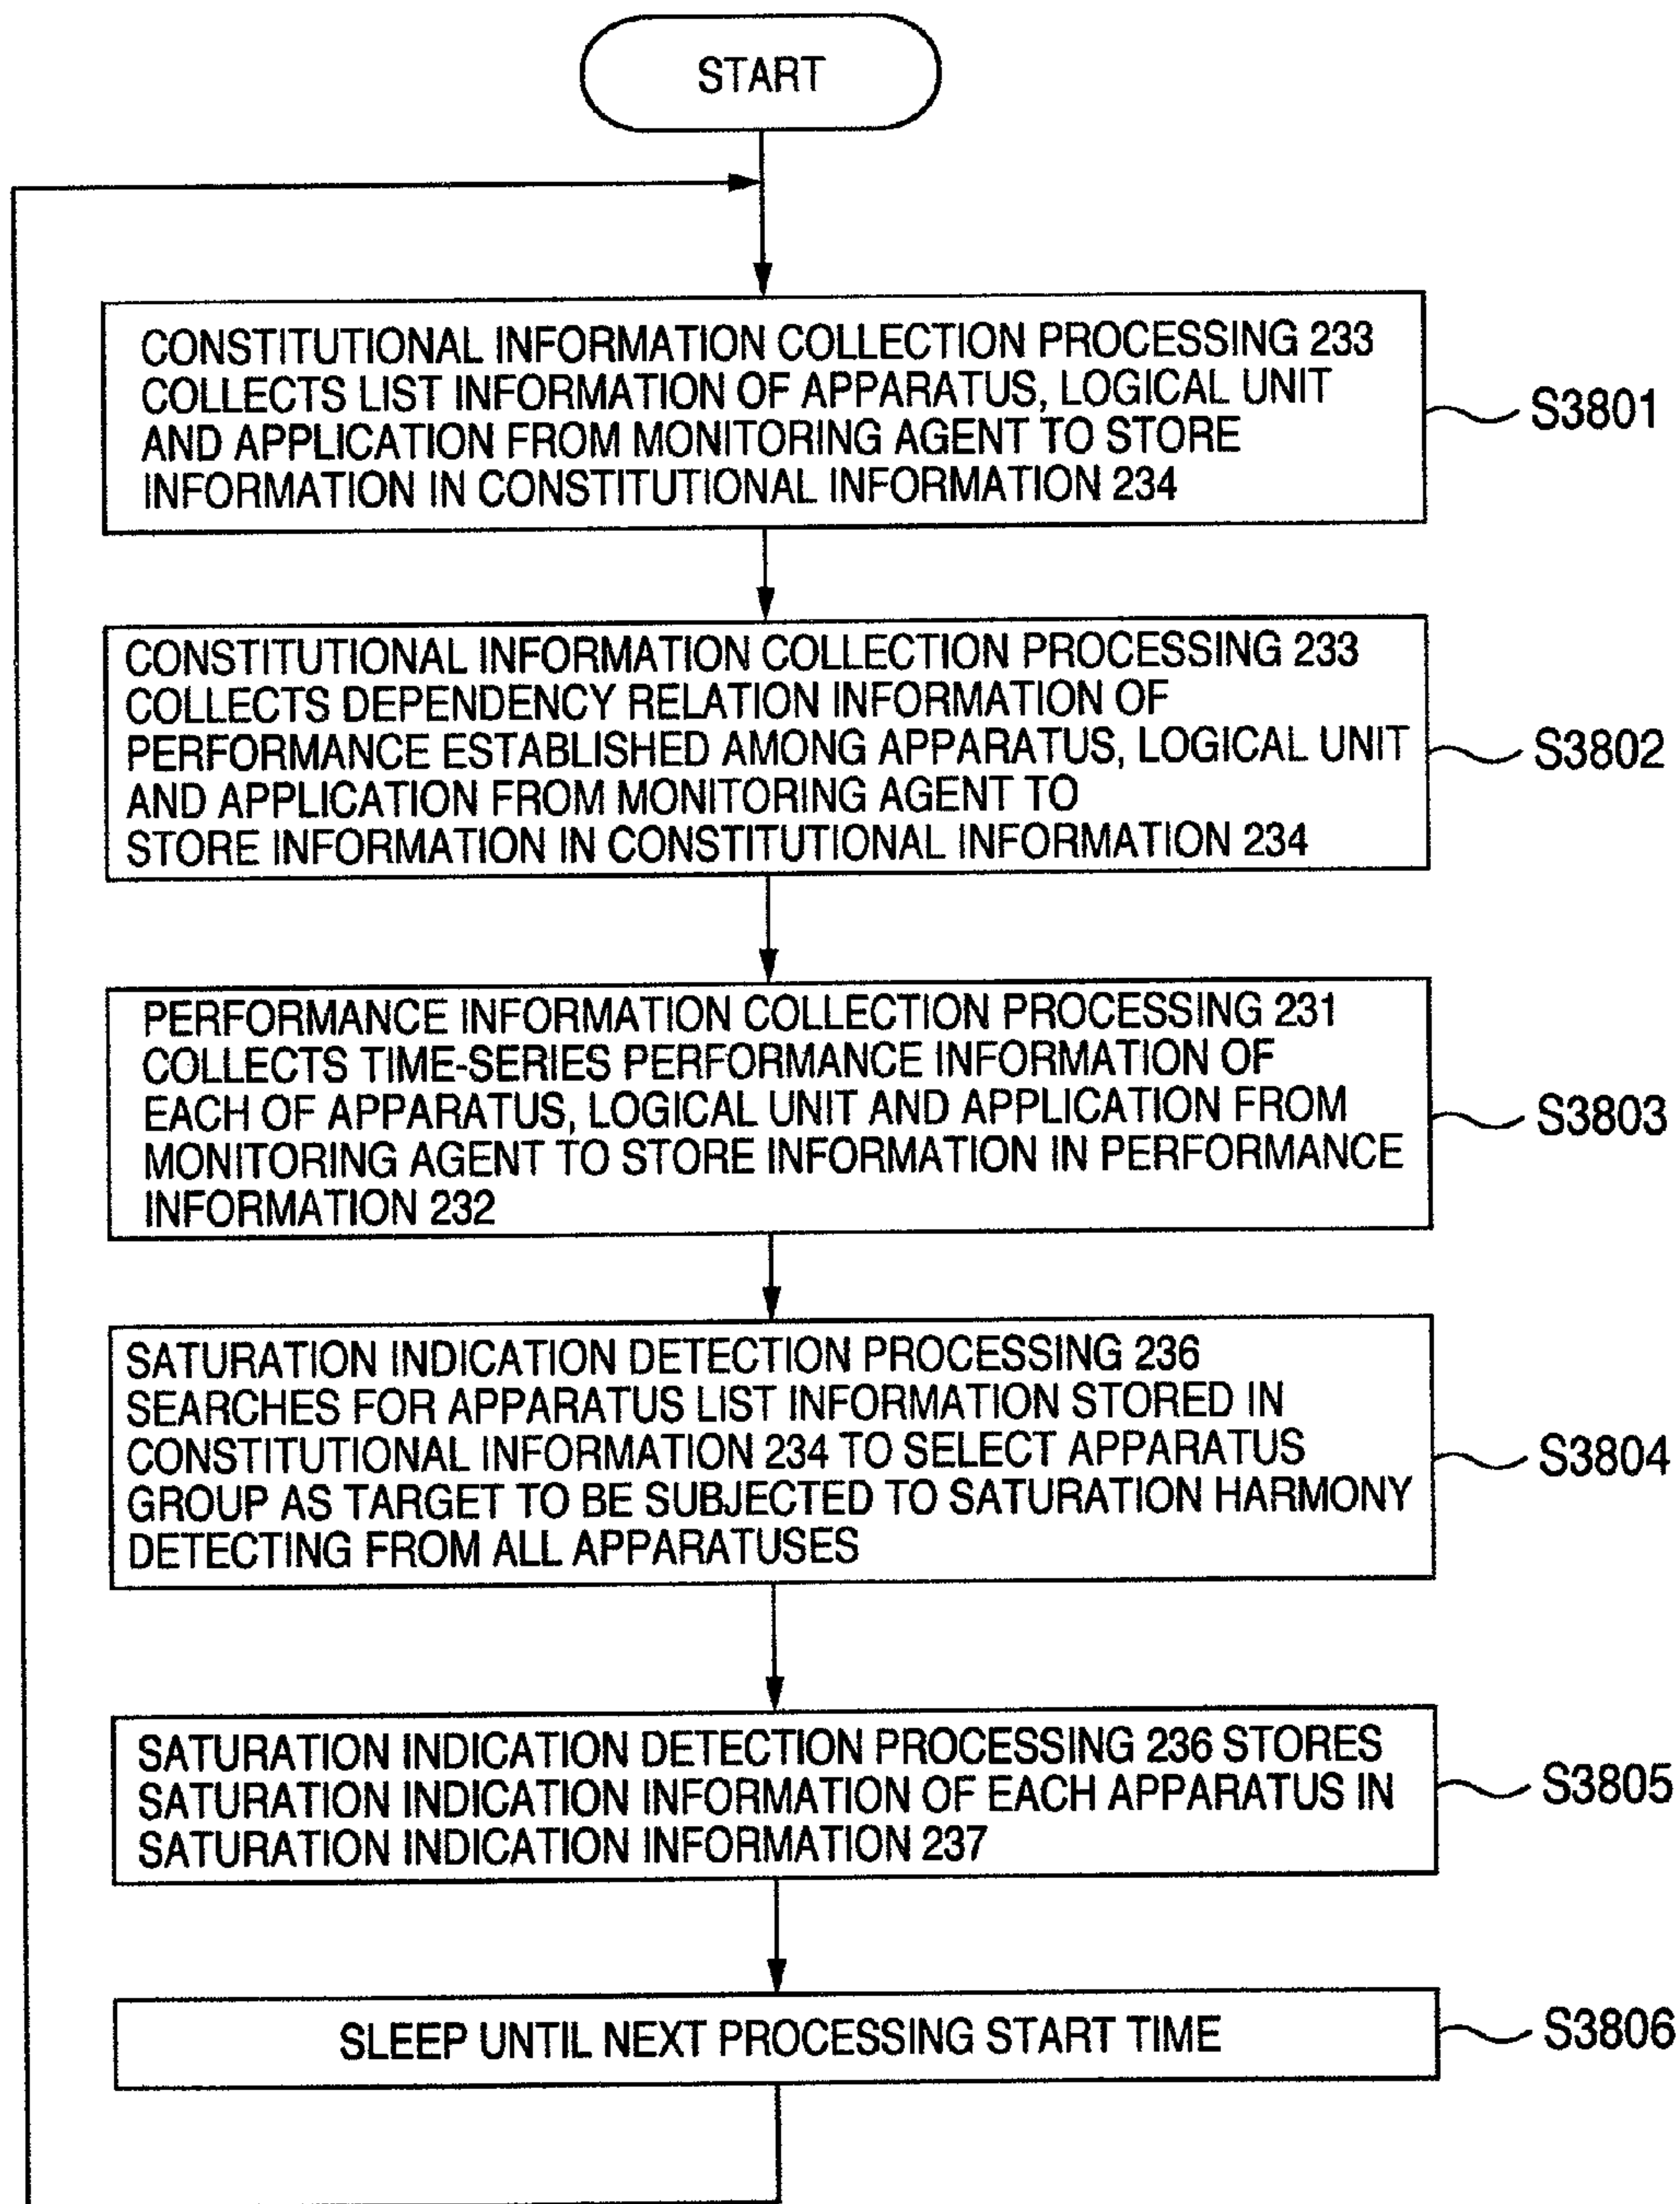 START
CONSTITUTIONAL INFORMATION COLLECTION PROCESSING 233
COLLECTS LIST INFORMATION OF APPARATUS, LOGICAL UNIT
AND APPLICATION FROM MONITORING AGENT TO STORE
INFORMATION IN CONSTITUTIONAL INFORMATION 234
S3801
CONSTITUTIONAL INFORMATION COLLECTION PROCESSING 233
COLLECTS DEPENDENCY RELATION INFORMATION OF
PERFORMANCE ESTABLISHED AMONG APPARATUS, LOGICAL UNIT
AND APPLICATION FROM MONITORING AGENT TO
STORE INFORMATION IN CONSTITUTIONAL INFORMATION 234
S3802
PERFORMANCE INFORMATION COLLECTION PROCESSING 231
COLLECTS TIME-SERIES PERFORMANCE INFORMATION OF
EACH OF APPARATUS, LOGICAL UNIT AND APPLICATION FROM
MONITORING AGENT TO STORE INFORMATION IN PERFORMANCE
INFORMATION 232
S3803
SATURATION INDICATION DETECTION PROCESSING 236
SEARCHES FOR APPARATUS LIST INFORMATION STORED IN
CONSTITUTIONAL INFORMATION 234 TO SELECT APPARATUS
GROUP AS TARGET TO BE SUBJECTED TO SATURATION HARMONY
DETECTING FROM ALL APPARATUSES
S3804
SATURATION INDICATION DETECTION PROCESSING 236 STORES
SATURATION INDICATION INFORMATION OF EACH APPARATUS IN
SATURATION INDICATION INFORMATION 237
S3805
SLEEP UNTIL NEXT PROCESSING START TIME
S3806